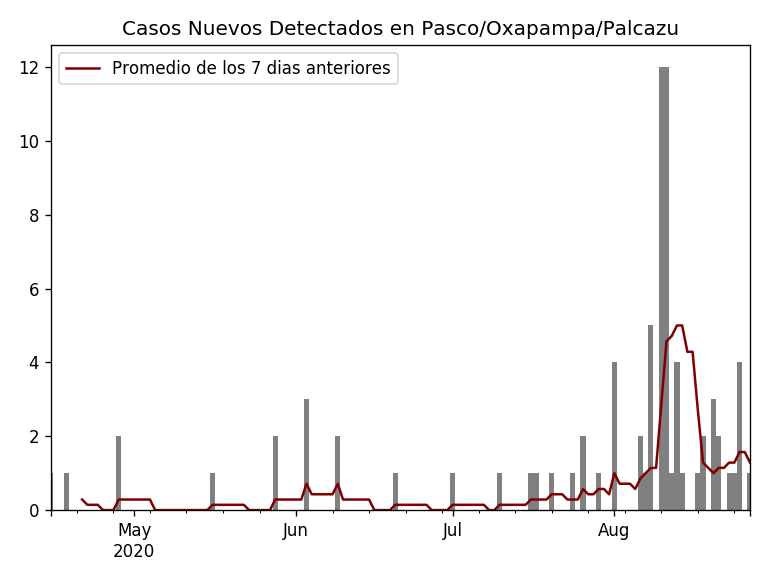 Casos Nuevos Detectados en Pasco/Oxapampa/Palcazu
Promedio de los 7 dias anteriores
12
10
8
6
4
2
0
May Jun Jul Aug
2020